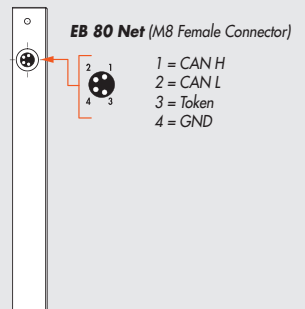 EB 80 Net (M8 Female Connector)
2 1
4 3
1 = CAN H
2 = CAN L
3 = Token
4 = GND